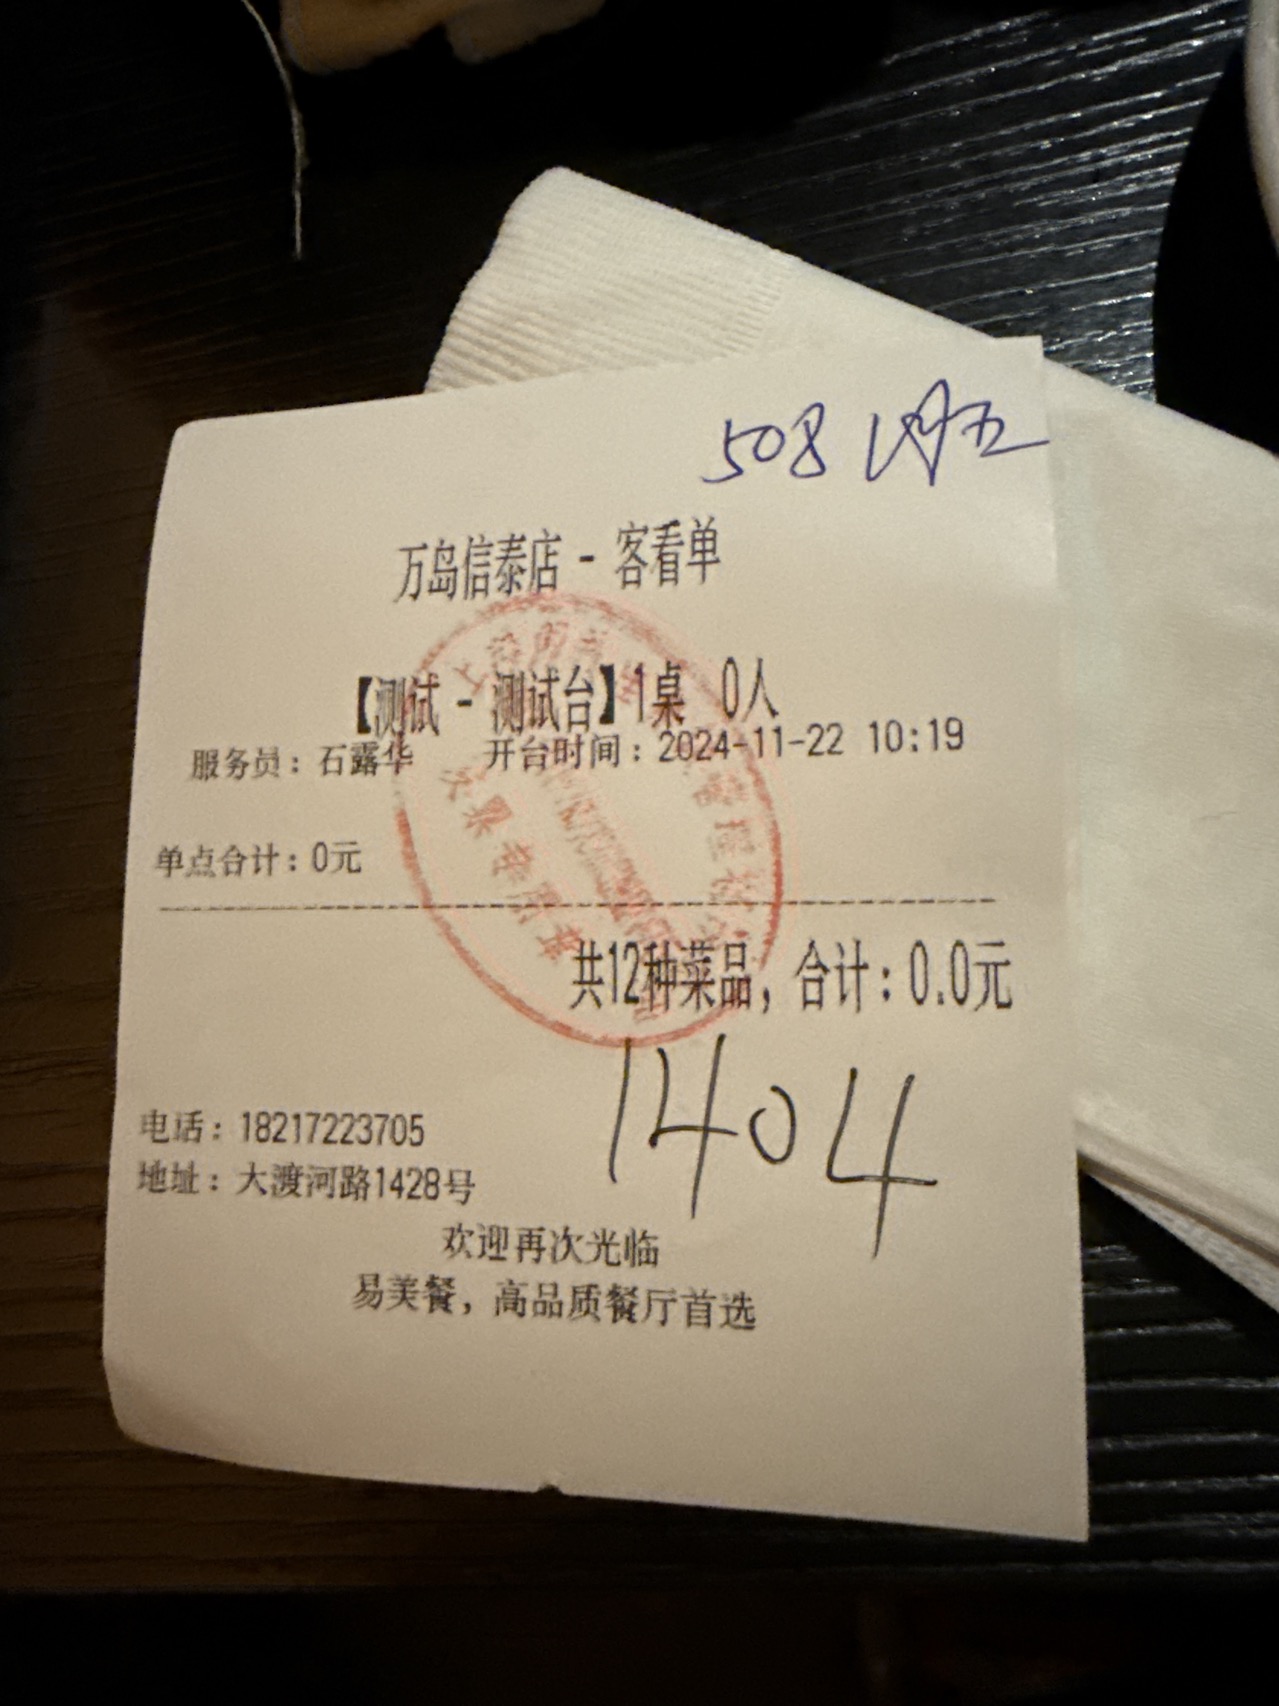 508
万岛信泰店 - 客看单
【测试 - 测试台】1桌 0人
服务员：石露华 开台时间：2024-11-22 10:19
单点合计：0元
共12种菜品，合计：0.0元
1404
电话：18217223705
地址：大渡河路1428号
欢迎再次光临
易美餐，高品质餐厅首选